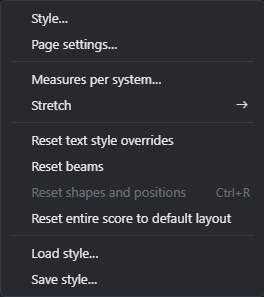 Style...
Page settings...
Measures per system...
Stretch →
Reset text style overrides
Reset beams
Reset shapes and positions Ctrl+R
Reset entire score to default layout
Load style...
Save style...